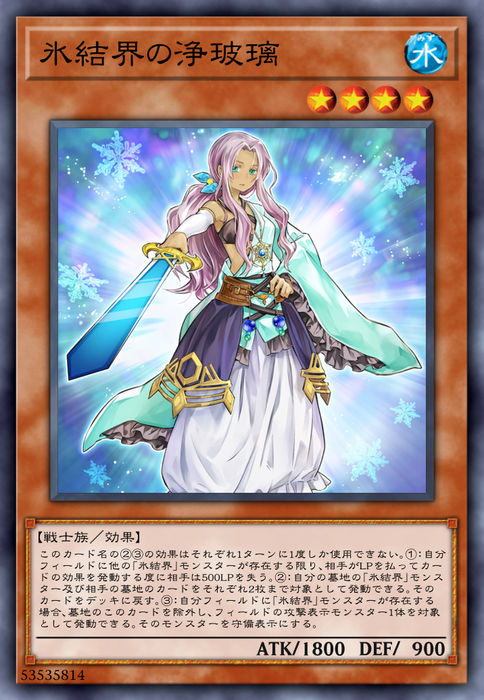 氷結界の浄玻璃
みず
水
【戦士族／効果】
このカード名の②③の効果はそれぞれ1ターンに1度しか使用できない。①：自分
フィールドに他の「氷結界」モンスターが存在する限り、相手がLPを払ってカー
ドの効果を発動する度に相手は500LPを失う。②：自分の墓地の「氷結界」モンス
ター及び相手の墓地のカードをそれぞれ2枚まで対象として発動できる。その
カードをデッキに戻す。③：自分フィールドに「氷結界」モンスターが存在する
場合、墓地のこのカードを除外し、フィールドの攻撃表示モンスター1体を対象
として発動できる。そのモンスターを守備表示にする。
ATK/1800 DEF/ 900
53535814